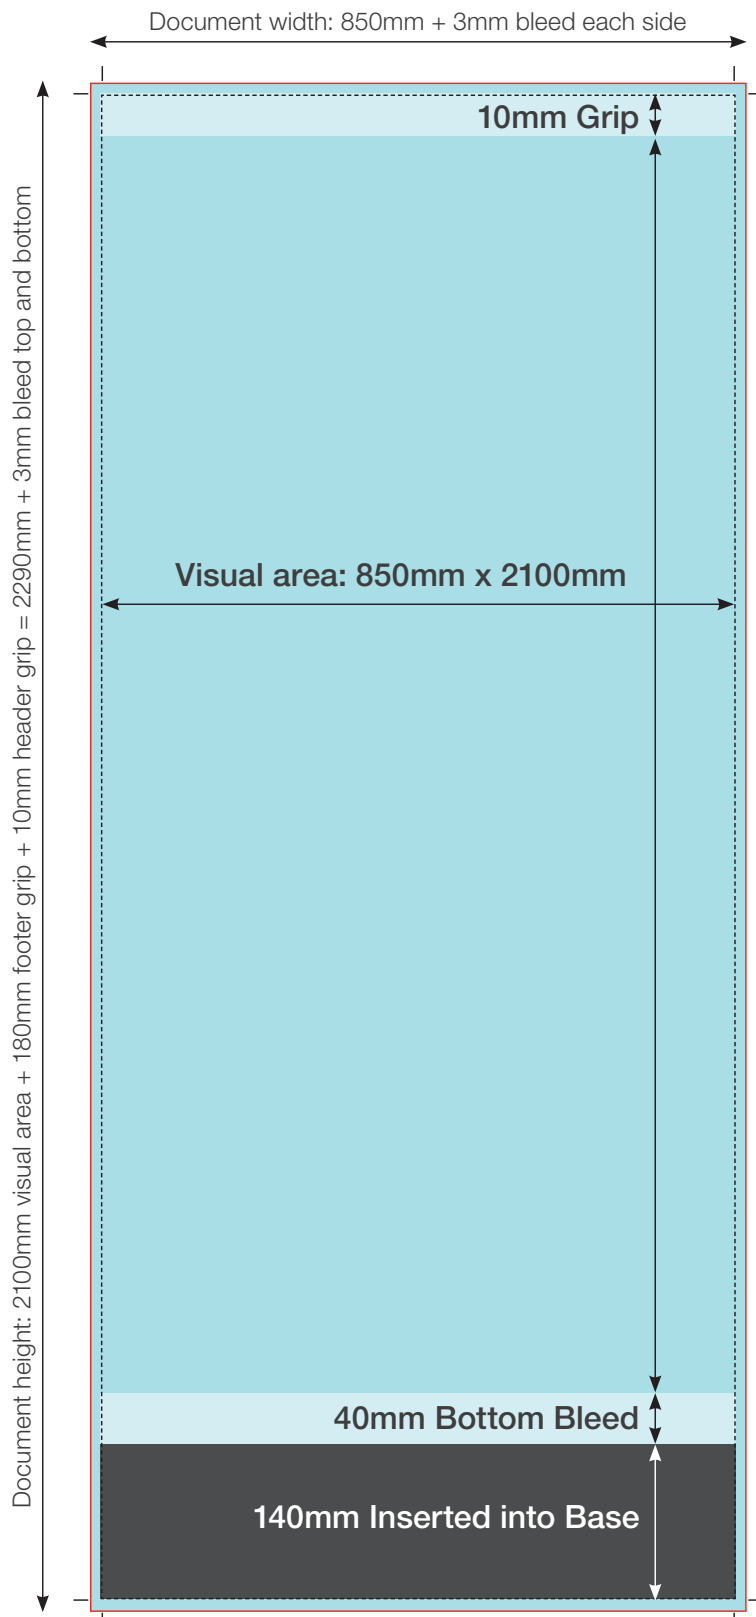 Document width: 850mm + 3mm bleed each side
10mm Grip
Document height: 2100mm visual area + 180mm footer grip + 10mm header grip = 2290mm + 3mm bleed top and bottom
Visual area: 850mm x 2100mm
40mm Bottom Bleed
140mm Inserted into Base